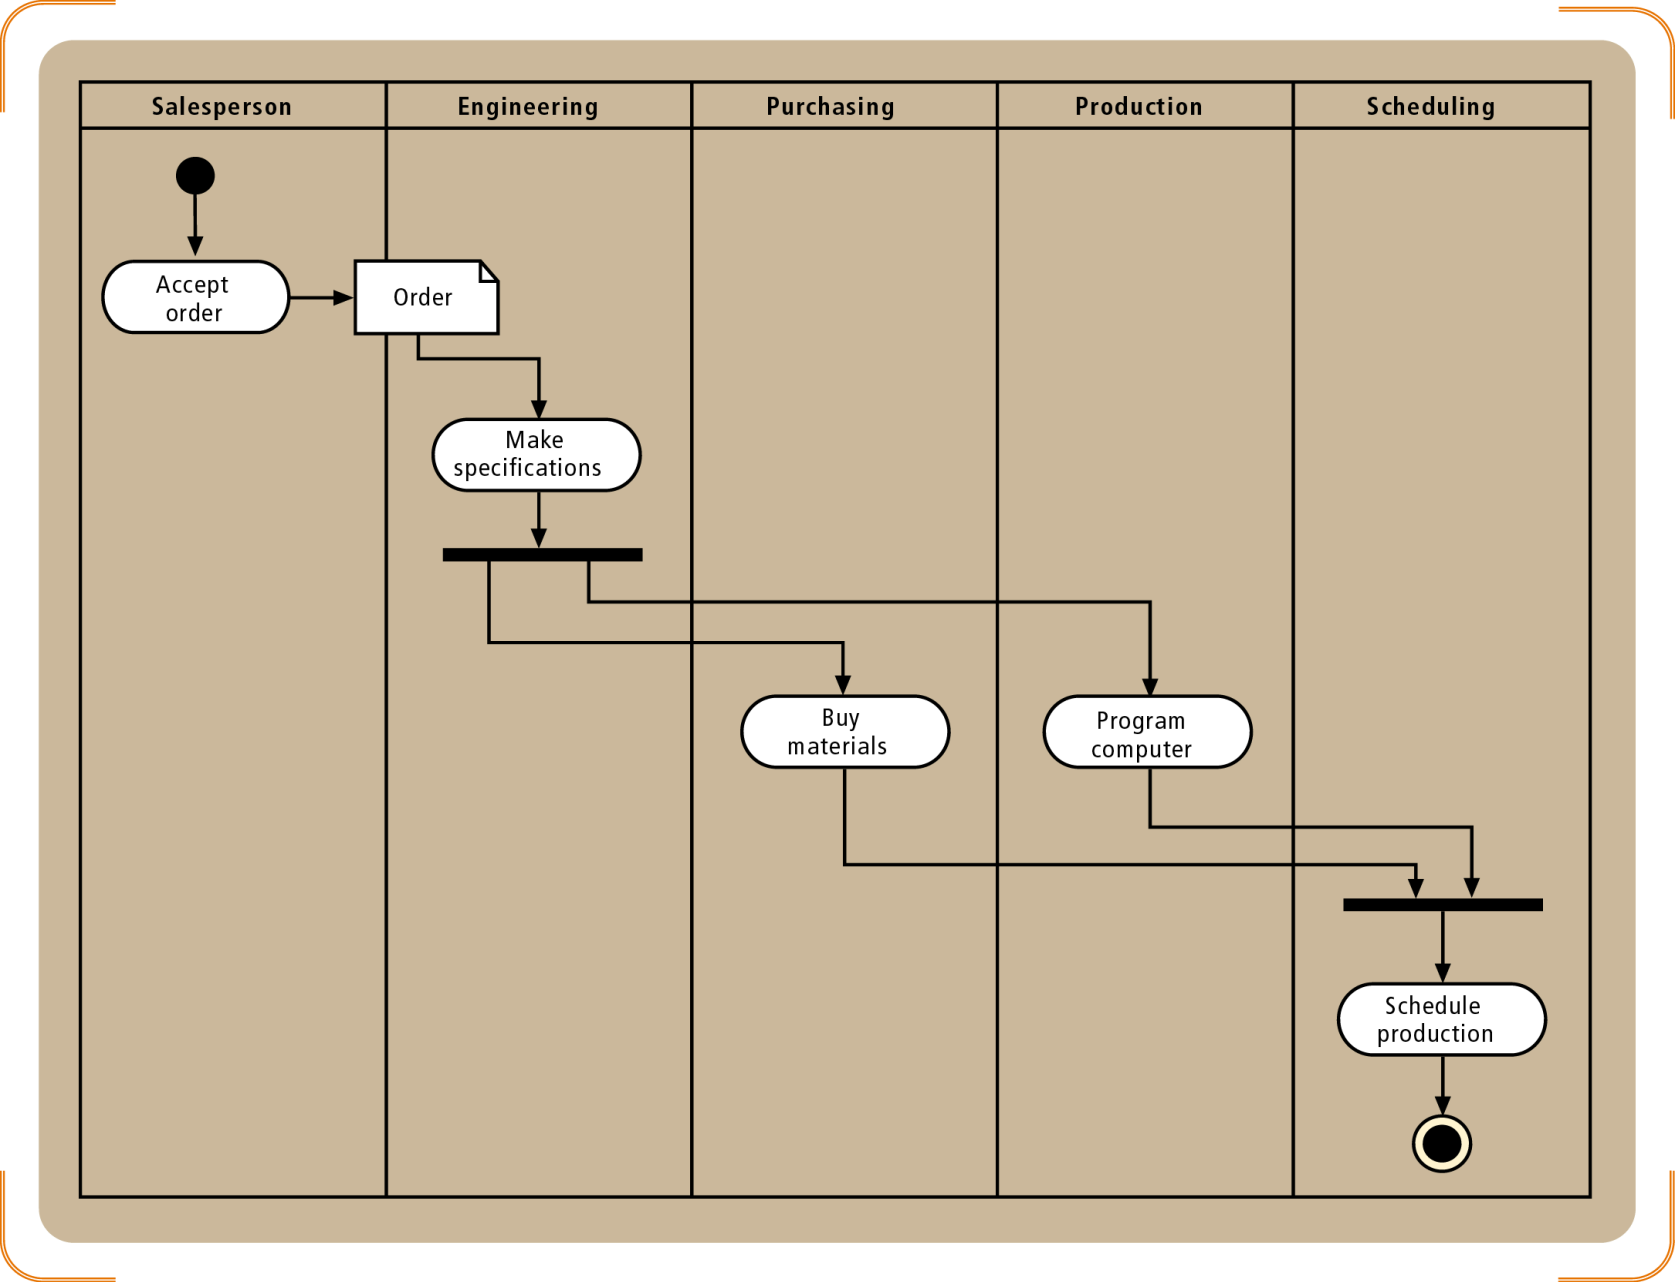 Salesperson
Engineering
Purchasing
Production
Scheduling
Accept
order
Order
Make
specifications
Buy
materials
Program
computer
Schedule
production